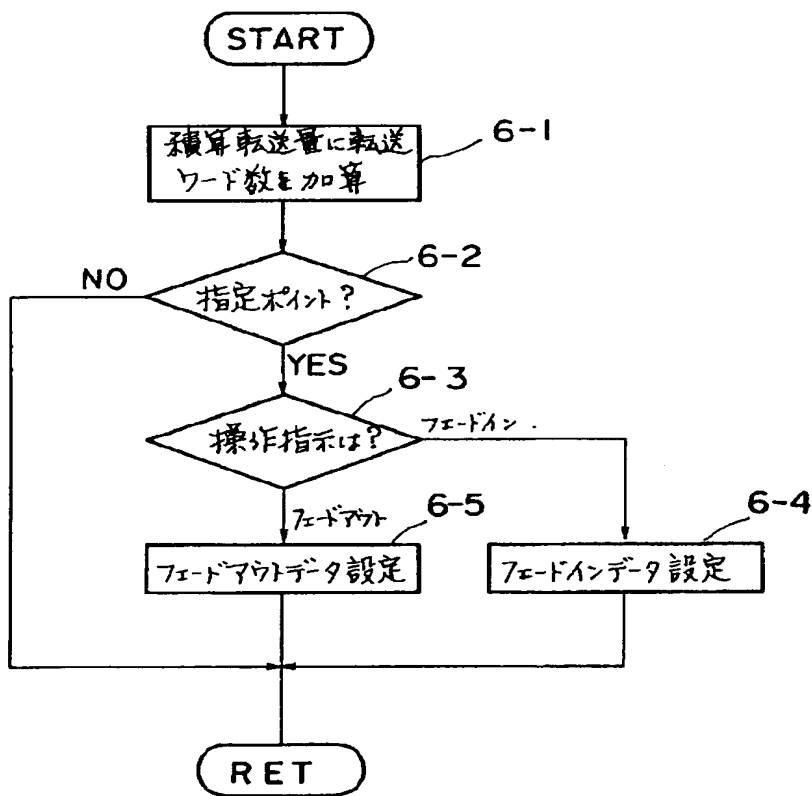 START
積算転送量に転送
ワード数を加算
6-1
6-2
NO
指定ポイント?
YES
6-3
操作指示は?
フェードイン
フェードアウト
6-5
6-4
フェードアウトデータ設定
フェードインデータ設定
RET